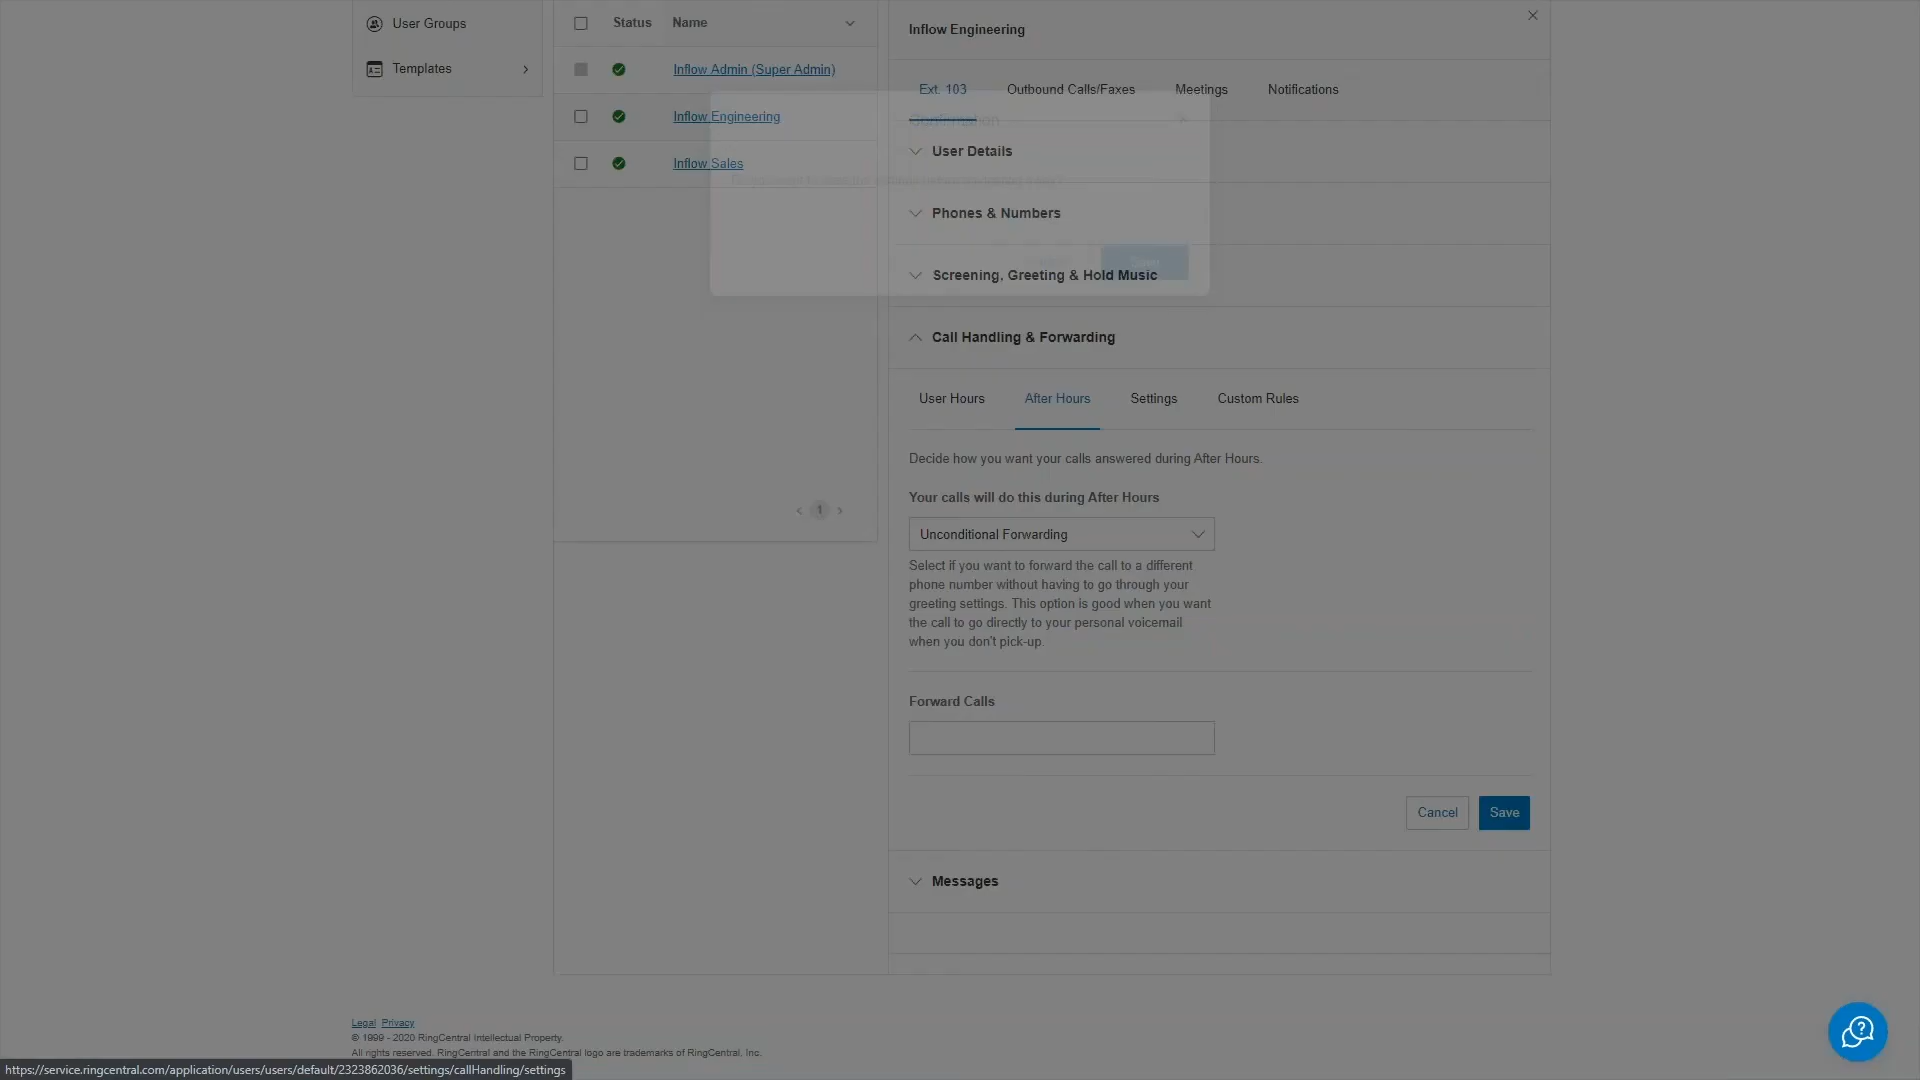 User Groups
Templates
Status Name
Inflow Admin (Super Admin)
Inflow Engineering
Inflow Sales
1
Inflow Engineering
Ext. 103 Outbound Calls/Faxes Meetings Notifications
Confirmation
User Details
Phones & Numbers
Save
Screening, Greeting & Hold Music
Call Handling & Forwarding
User Hours After Hours Settings Custom Rules
Decide how you want your calls answered during After Hours.
Your calls will do this during After Hours
Unconditional Forwarding
Select if you want to forward the call to a different
phone number without having to go through your
greeting settings. This option is good when you want
the call to go directly to your personal voicemail
when you don't pick-up.
Forward Calls
Cancel Save
Messages
Legal Privacy
© 1999 - 2020 RingCentral Intellectual Property.
All rights reserved. RingCentral and the RingCentral logo are trademarks of RingCentral, Inc.
https://service.ringcentral.com/application/users/users/default/2323862036/settings/callHandling/settings